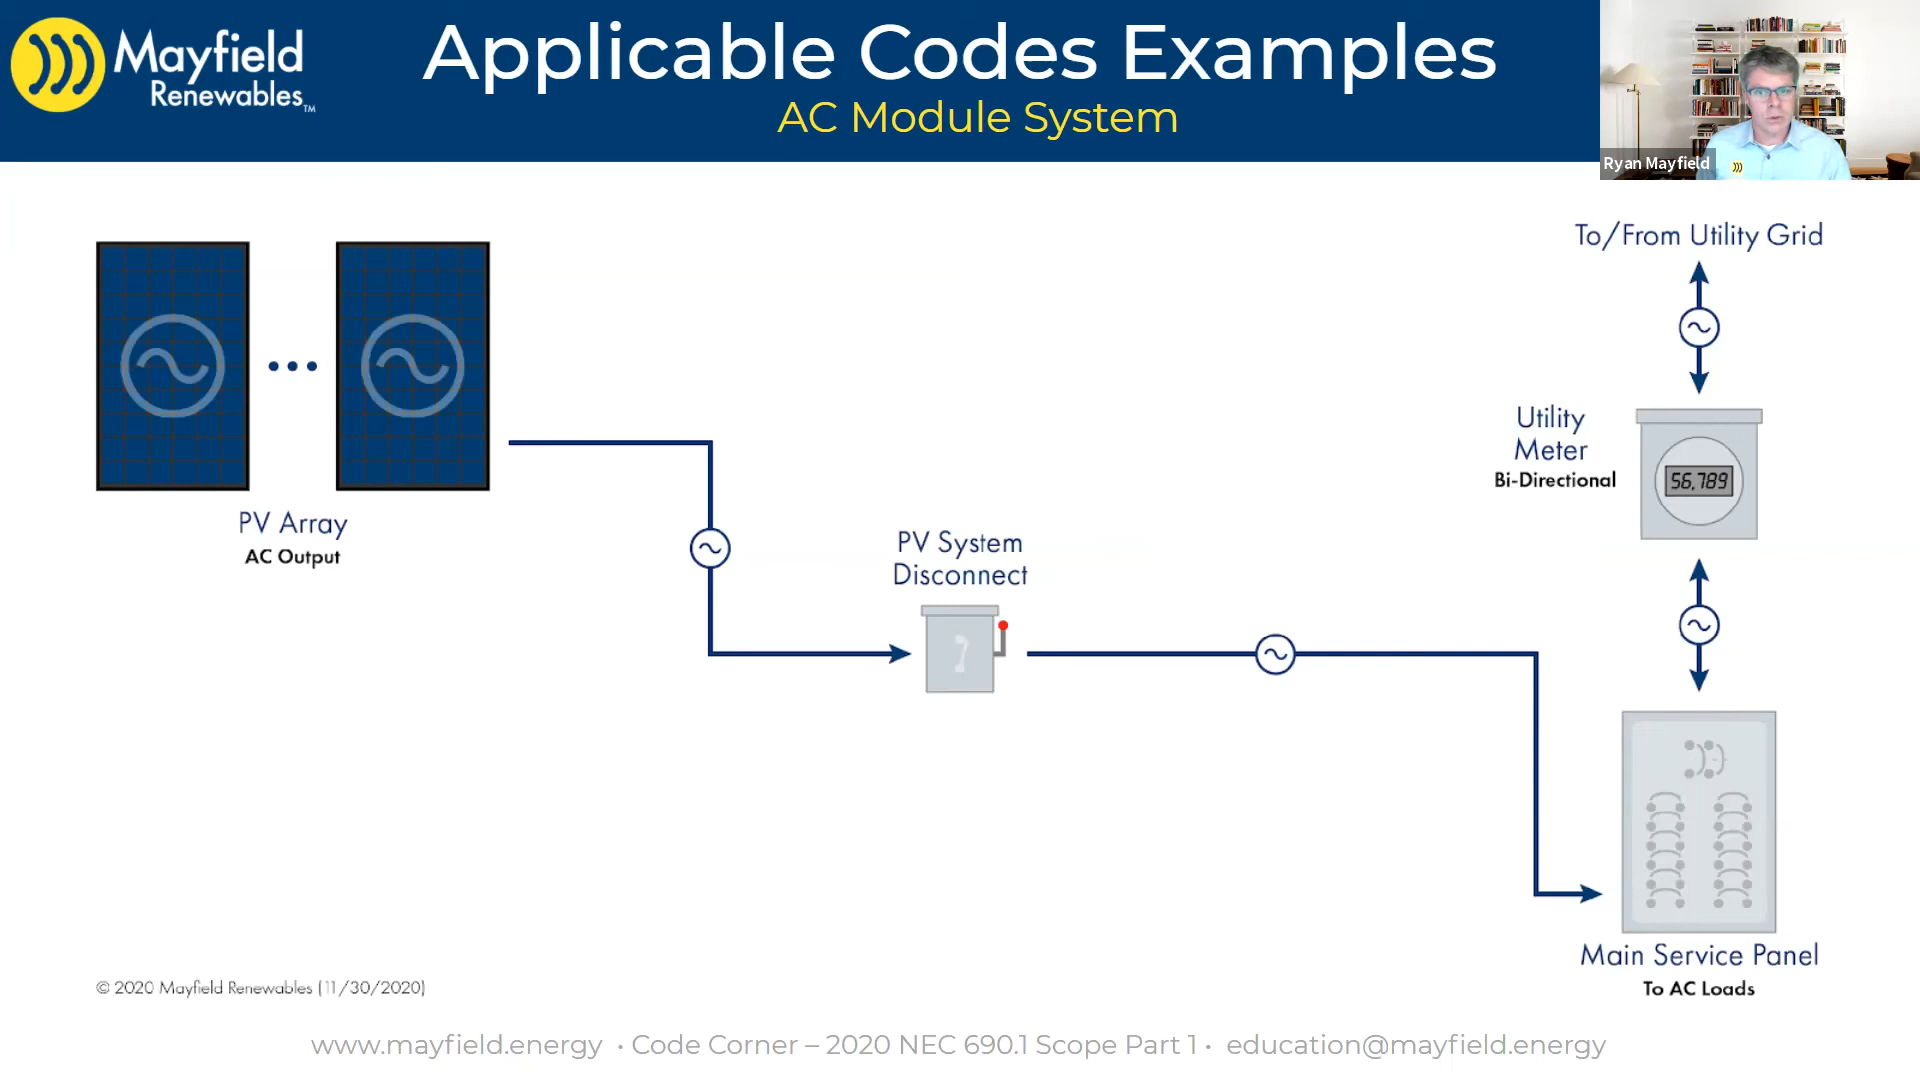 Mayfield
Renewables™
Applicable Codes Examples
AC Module System
Ryan Mayfield
To/From Utility Grid
Utility
Meter
Bi-Directional
56,789
PV Array
AC Output
PV System
Disconnect
Main Service Panel
To AC Loads
© 2020 Mayfield Renewables (11/30/2020)
www.mayfield.energy • Code Corner – 2020 NEC 690.1 Scope Part 1 • education@mayfield.energy